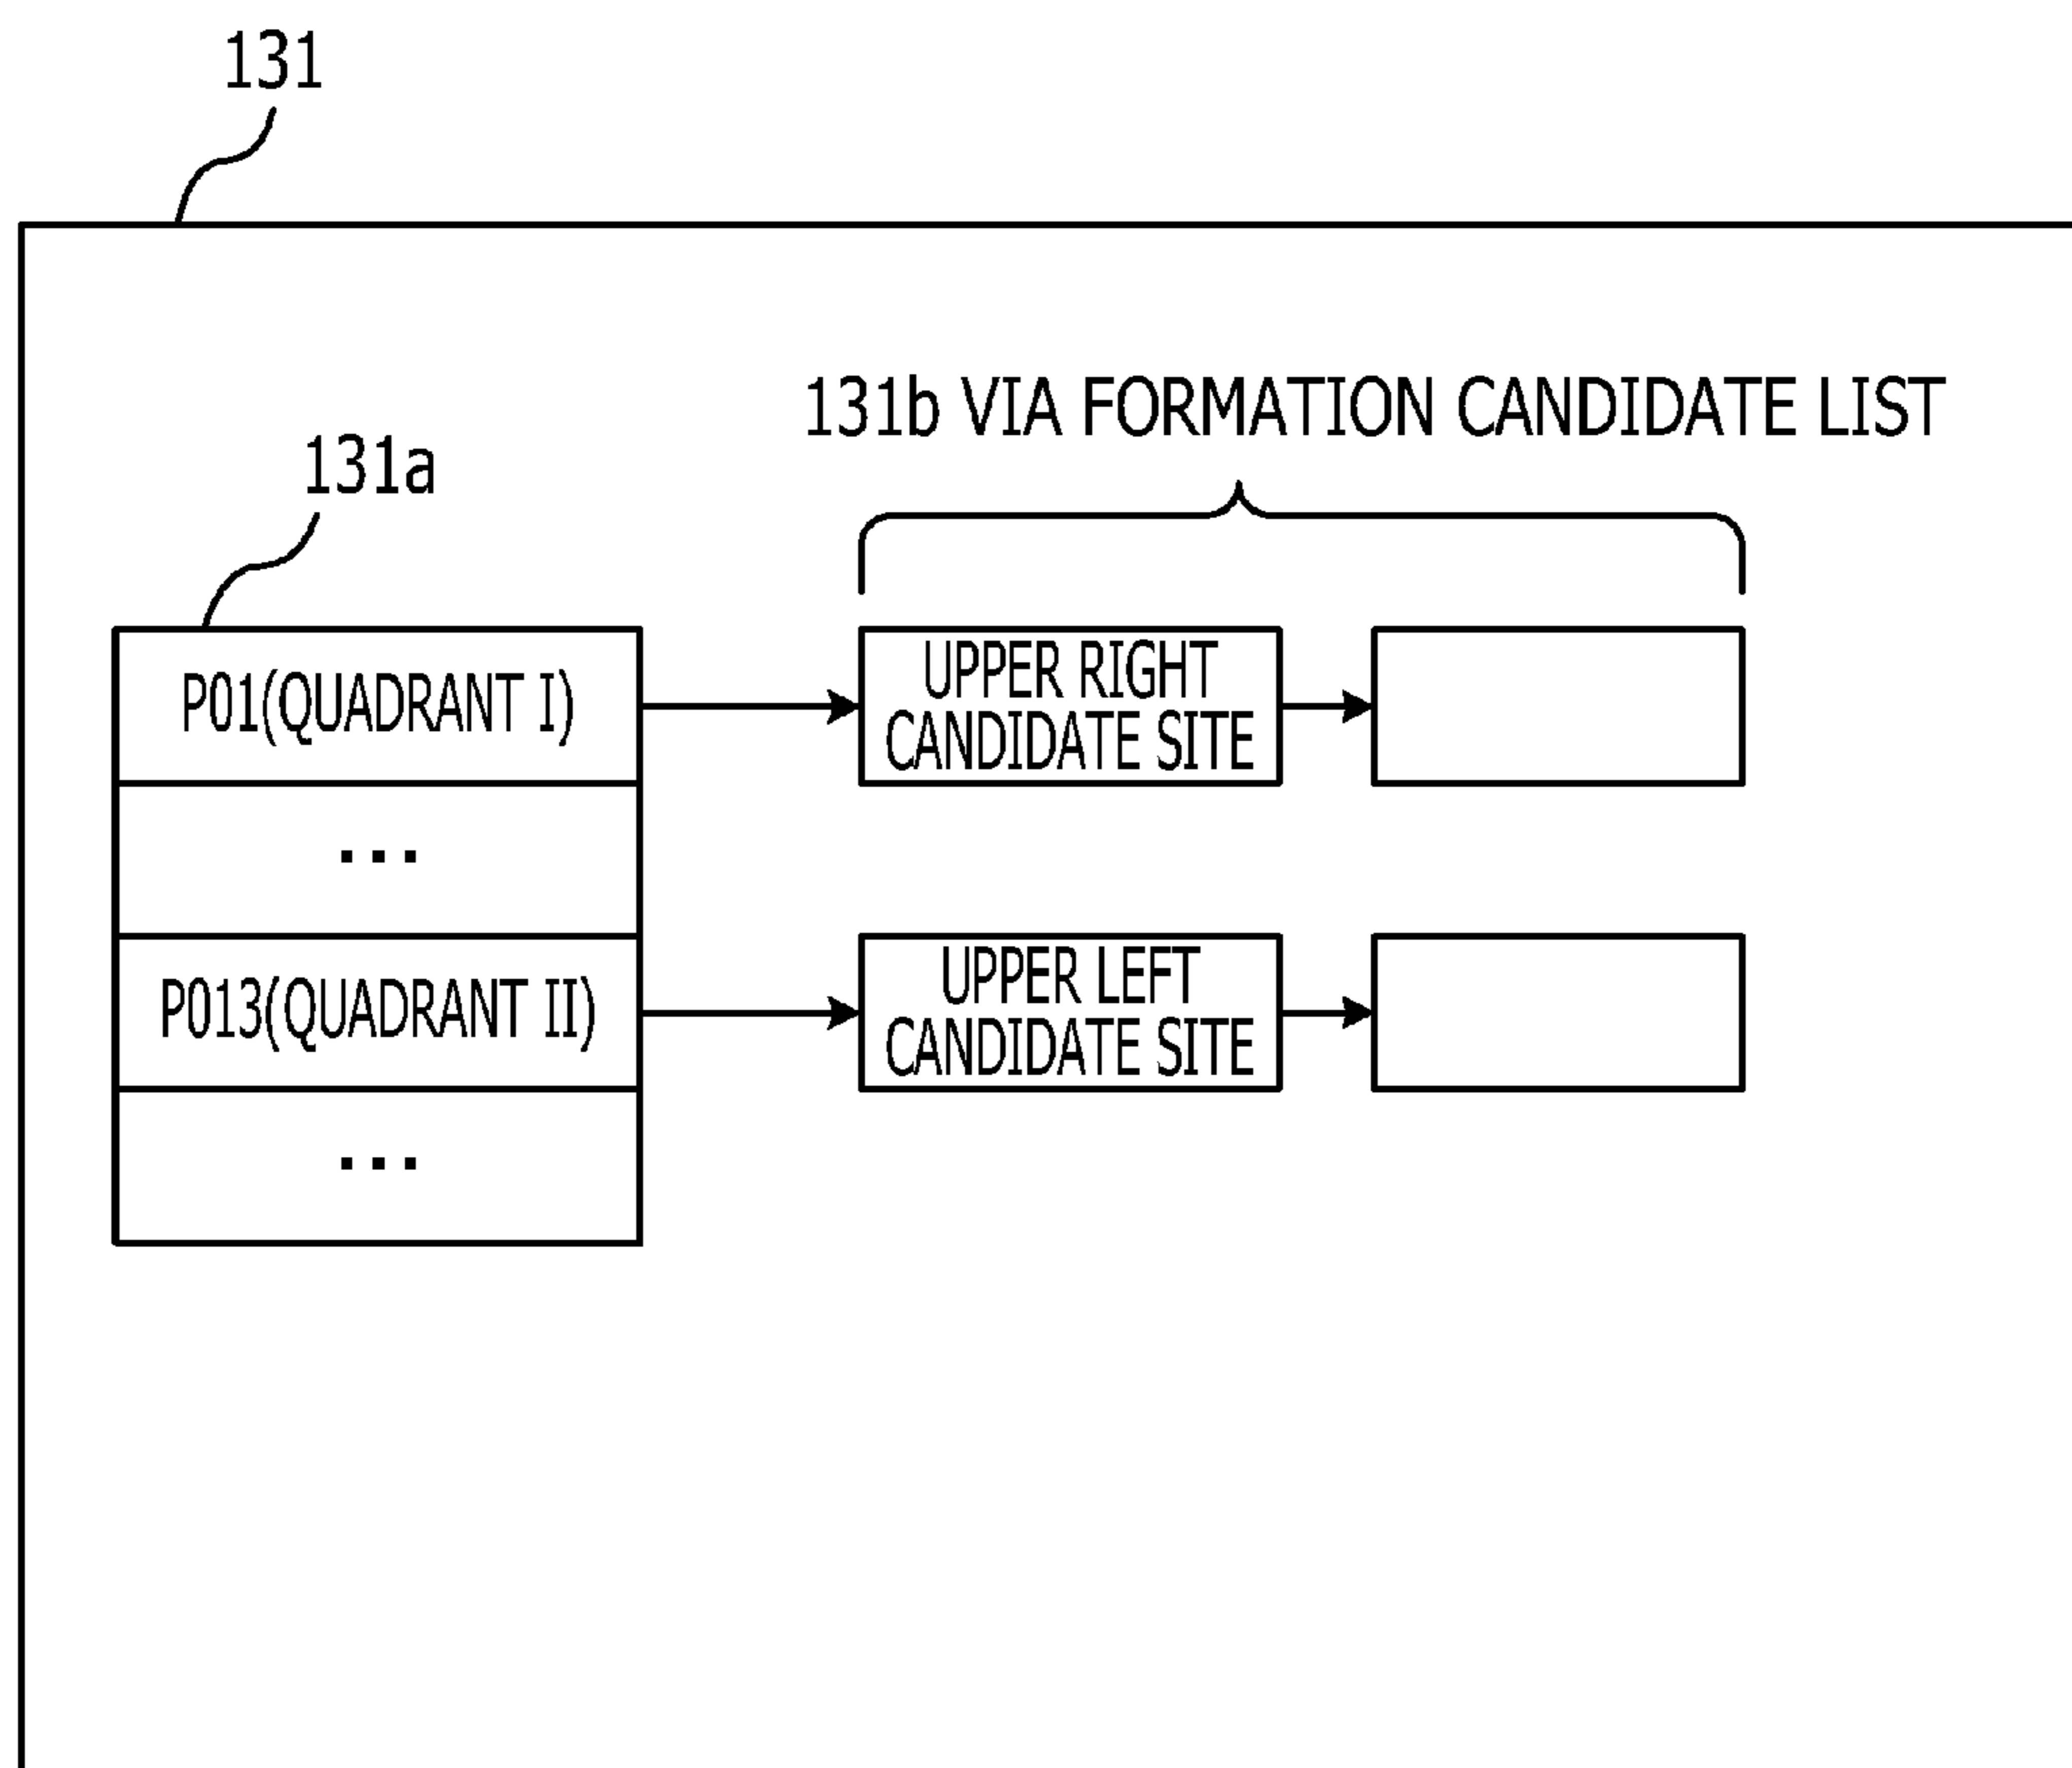 131
131b VIA FORMATION CANDIDATE LIST
131a
P01(QUADRANT I)
UPPER RIGHT
CANDIDATE SITE
...
P013(QUADRANT II)
UPPER LEFT
CANDIDATE SITE
...